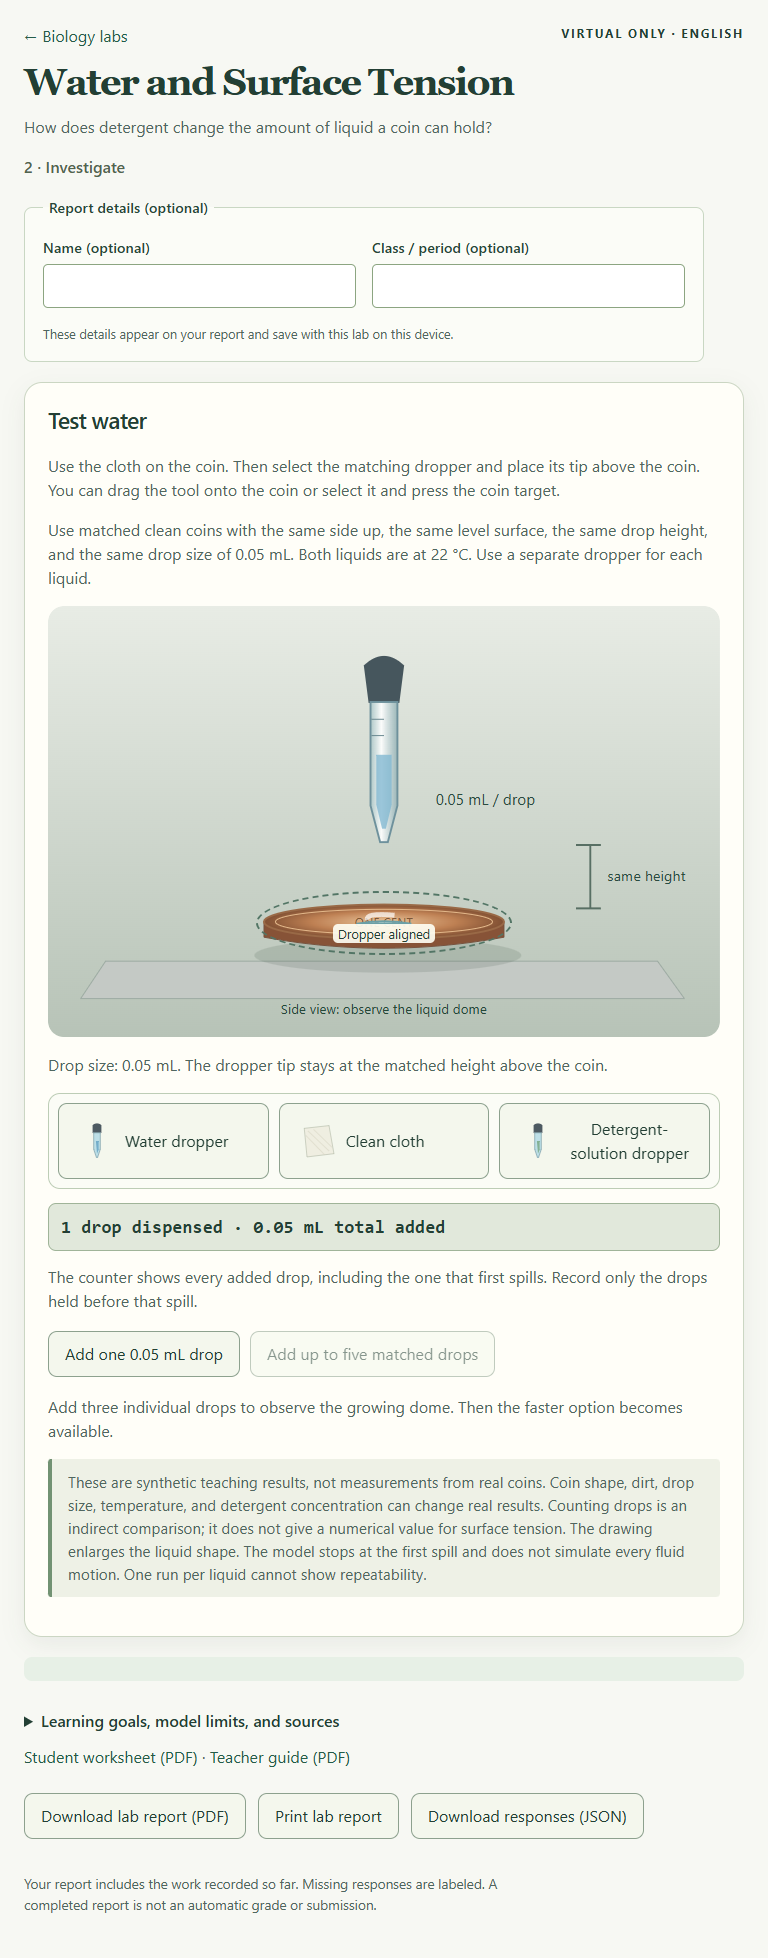 ← Biology labs
VIRTUAL ONLY · ENGLISH
Water and Surface Tension
How does detergent change the amount of liquid a coin can hold?
2 · Investigate
Report details (optional)
Name (optional)
Class / period (optional)
These details appear on your report and save with this lab on this device.
Test water
Use the cloth on the coin. Then select the matching dropper and place its tip above the coin.
You can drag the tool onto the coin or select it and press the coin target.
Use matched clean coins with the same side up, the same level surface, the same drop height,
and the same drop size of 0.05 mL. Both liquids are at 22 °C. Use a separate dropper for each
liquid.
0.05 mL / drop
same height
ONE CENT
Dropper aligned
Side view: observe the liquid dome
Drop size: 0.05 mL. The dropper tip stays at the matched height above the coin.
Water dropper
Clean cloth
Detergent-
solution dropper
1 drop dispensed · 0.05 mL total added
The counter shows every added drop, including the one that first spills. Record only the drops
held before that spill.
Add one 0.05 mL drop
Add up to five matched drops
Add three individual drops to observe the growing dome. Then the faster option becomes
available.
These are synthetic teaching results, not measurements from real coins. Coin shape, dirt, drop
size, temperature, and detergent concentration can change real results. Counting drops is an
indirect comparison; it does not give a numerical value for surface tension. The drawing
enlarges the liquid shape. The model stops at the first spill and does not simulate every fluid
motion. One run per liquid cannot show repeatability.
▶ Learning goals, model limits, and sources
Student worksheet (PDF) · Teacher guide (PDF)
Download lab report (PDF)
Print lab report
Download responses (JSON)
Your report includes the work recorded so far. Missing responses are labeled. A
completed report is not an automatic grade or submission.